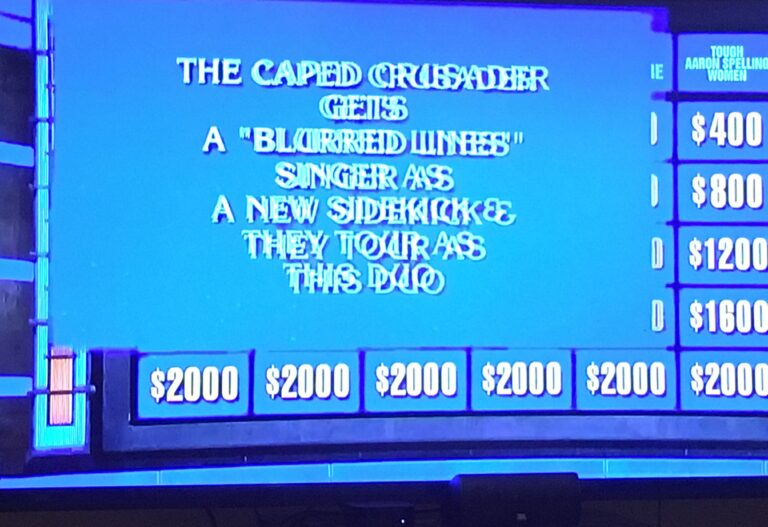 THE CAPED CRUSADER
GETS
A "BLURRED LINES"
SINGER AS
A NEW SIDEKICK &
THEY TOUR AS
THIS DUO
TOUGH
AARON SPELLING
WOMEN
$400
$800
$1200
$1600
$2000 $2000 $2000 $2000 $2000 $2000